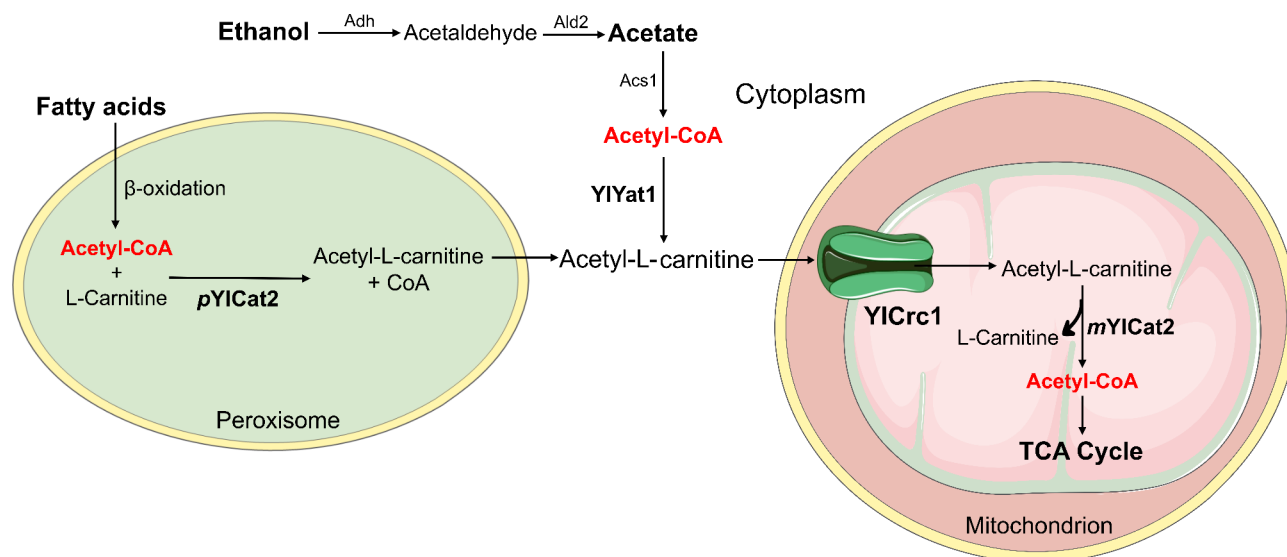 Ethanol Adh Acetaldehyde Ald2 Acetate
Acs1
Cytoplasm
Acetyl-CoA
YlYat1
Fatty acids
β-oxidation
Acetyl-CoA
+
L-Carnitine
pYlCat2
Acetyl-L-carnitine
+ CoA
Peroxisome
Acetyl-L-carnitine
YlCrc1
Acetyl-L-carnitine
L-Carnitine
mYlCat2
Acetyl-CoA
TCA Cycle
Mitochondrion